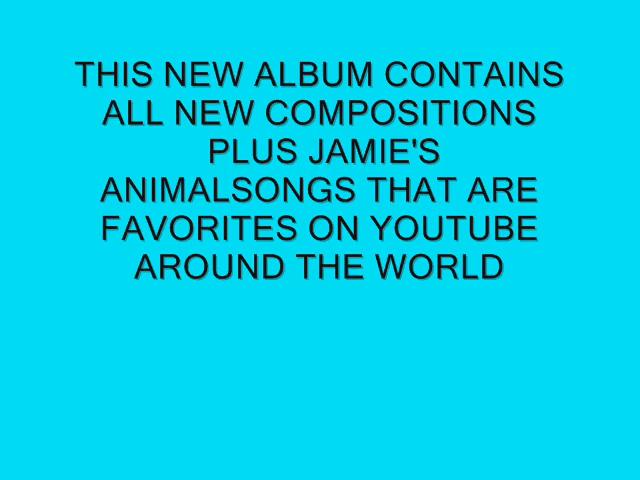 THIS NEW ALBUM CONTAINS
ALL NEW COMPOSITIONS
PLUS JAMIE'S
ANIMALSONGS THAT ARE
FAVORITES ON YOUTUBE
AROUND THE WORLD